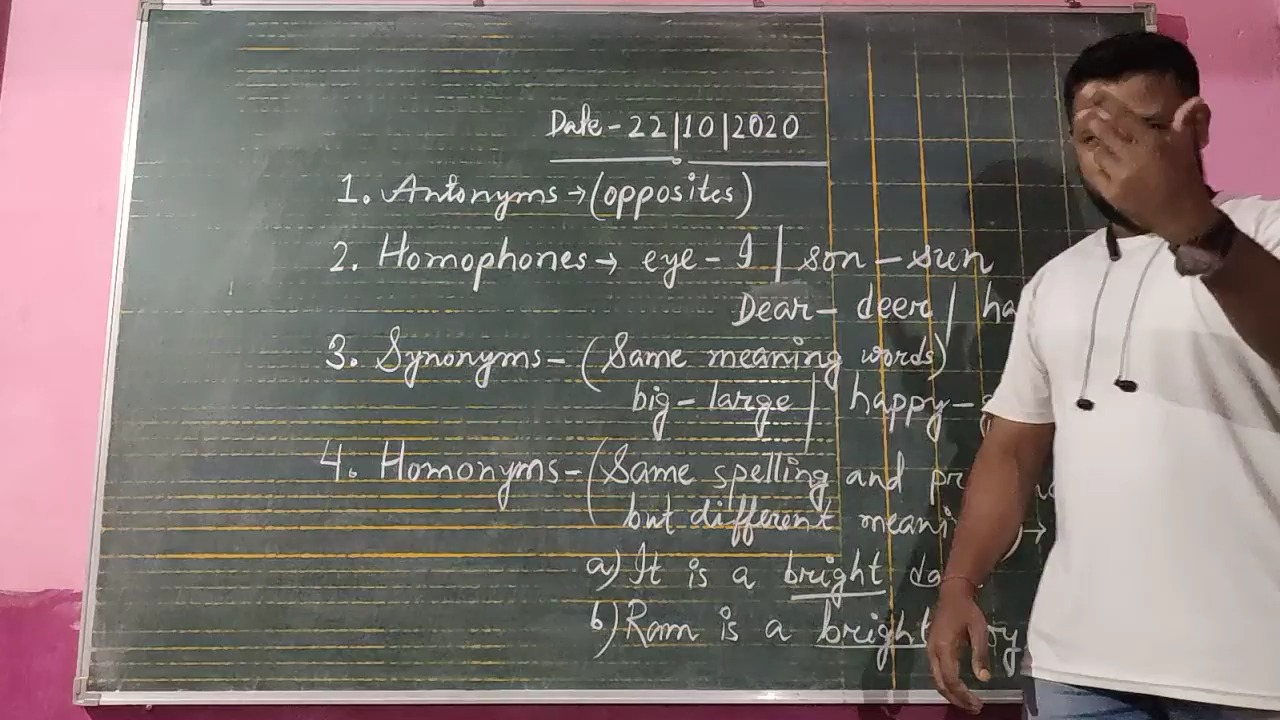 Date - 22|10|2020
1. Antonyms → (opposites)
2. Homophones → eye - I | son - sun
Dear - deer |
3. Synonyms - (Same meaning words)
big - large | happy -
4. Homonyms - (Same spelling and
but different →
a) It is a bright
b) Ram is a bright